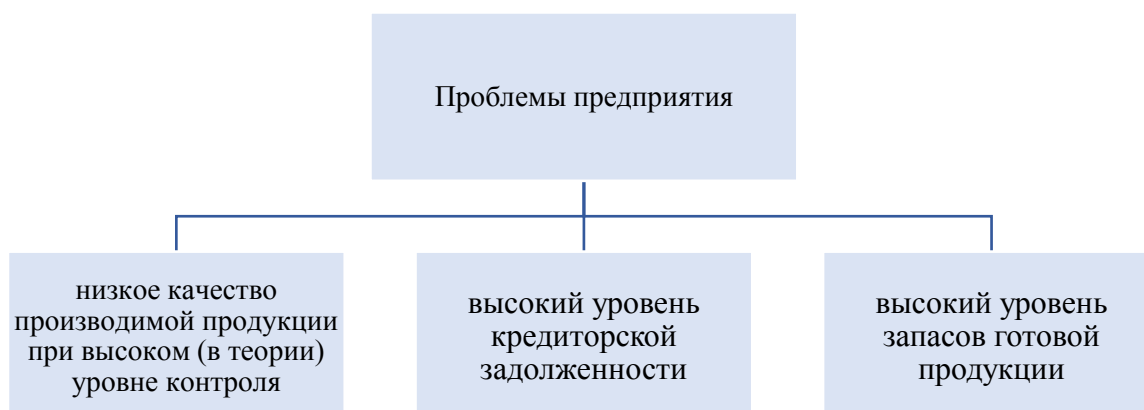 Проблемы предприятия
низкое качество
производимой продукции
при высоком (в теории)
уровне контроля
высокий уровень
кредиторской
задолженности
высокий уровень
запасов готовой
продукции